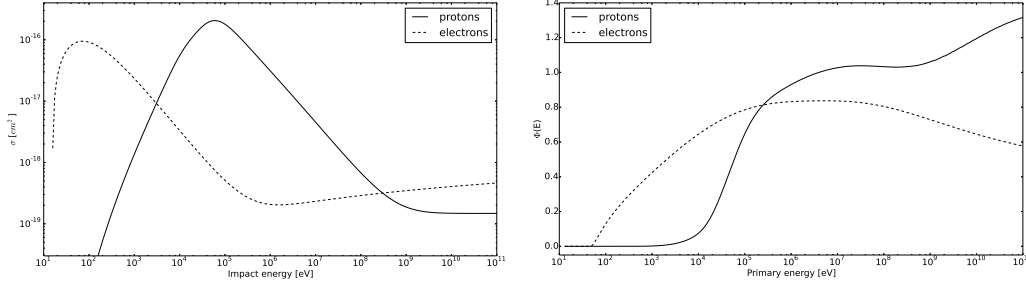 protons
electrons
10^-16
10^-17
10^-18
10^-19
σ [cm^2]
10^1 10^2 10^3 10^4 10^5 10^6 10^7 10^8 10^9 10^10 10^11
Impact energy [eV]
protons
electrons
1.4
1.2
1.0
0.8
0.6
0.4
0.2
0.0
Φ(E)
10^1 10^2 10^3 10^4 10^5 10^6 10^7 10^8 10^9 10^10
Primary energy [eV]